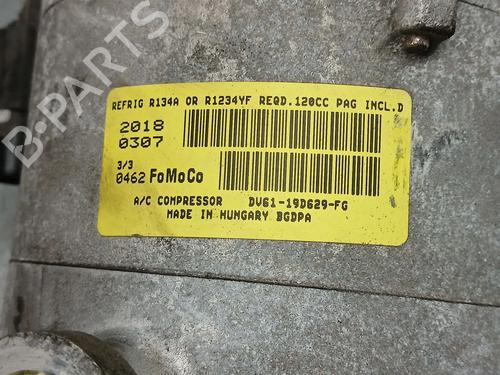 B-PARTS
REFRIG R134A OR R1234YF REQD.120CC PAG INCL.D
2018
0307
3/3
0462 FoMoCo
A/C COMPRESSOR DV61-19D629-FG
MADE IN HUNGARY BGDPA